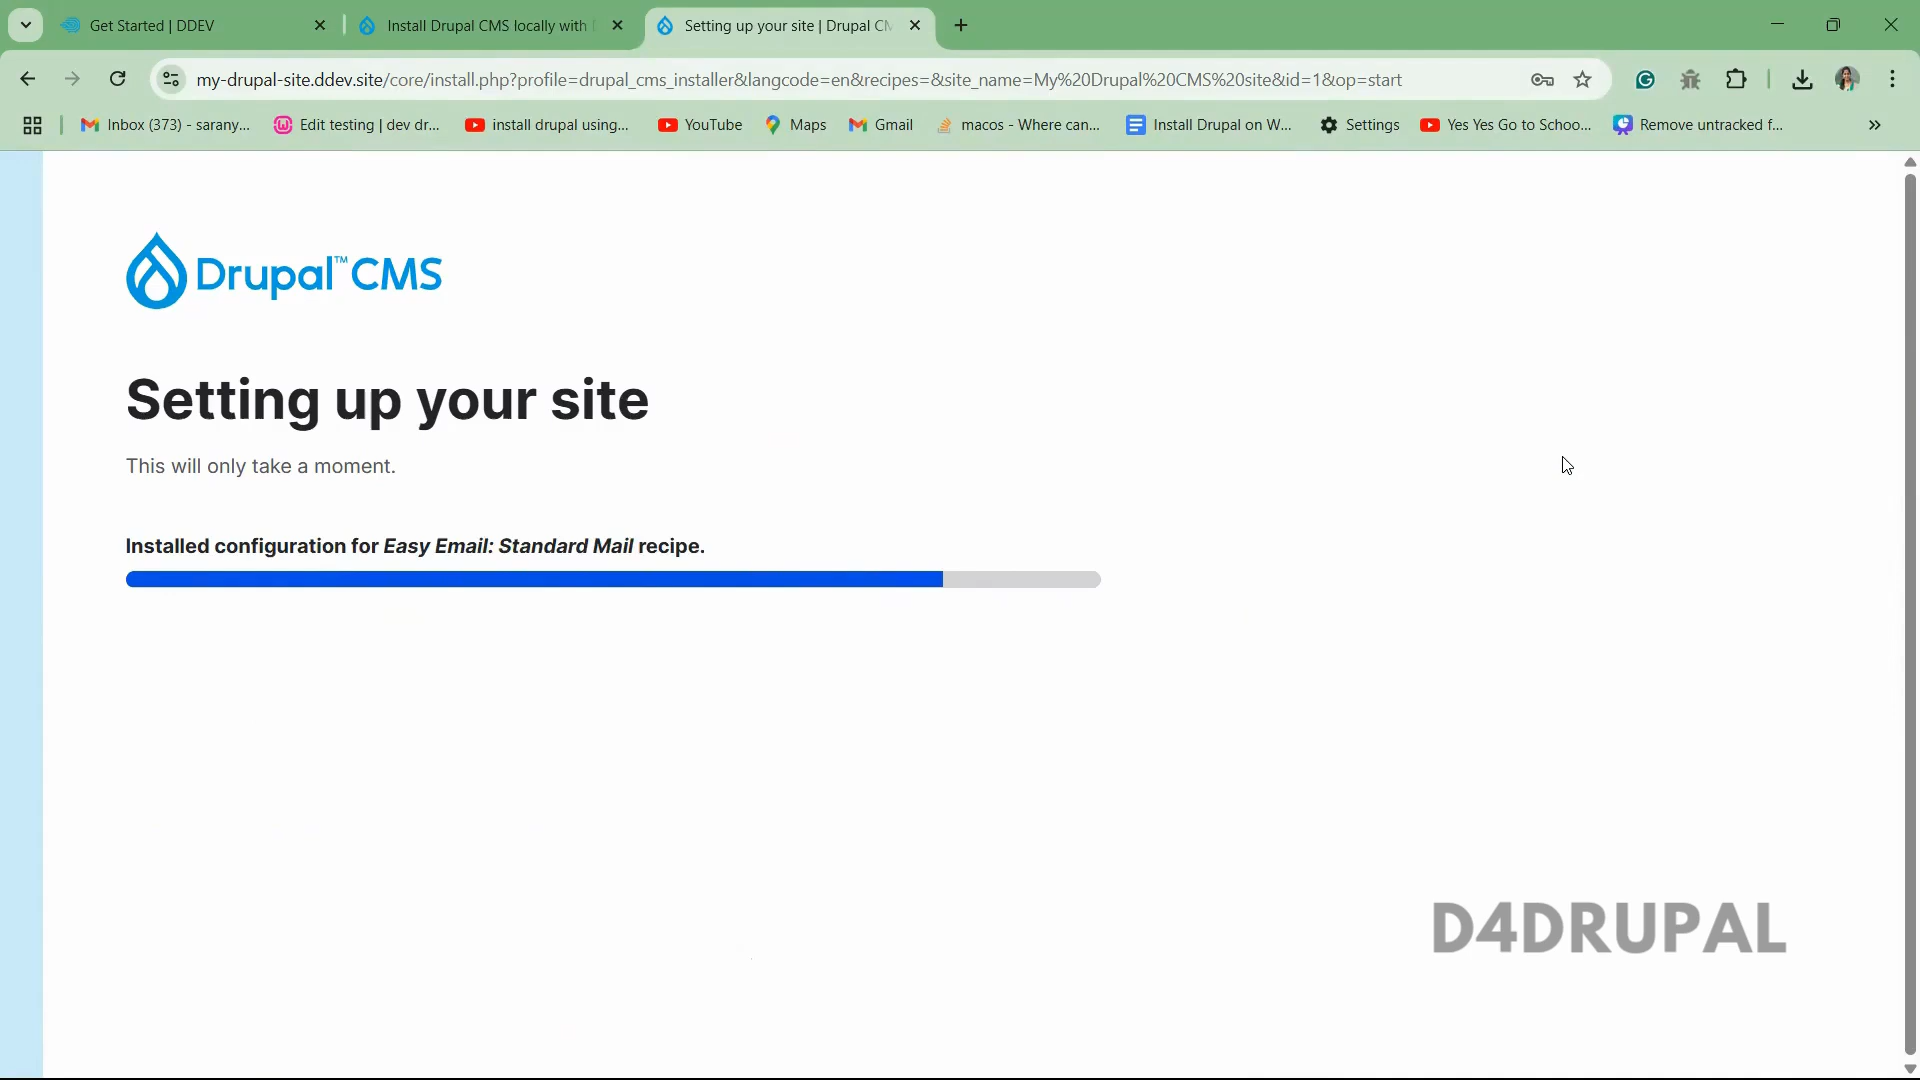 Get Started | DDEV
Install Drupal CMS locally with
Setting up your site | Drupal CM
my-drupal-site.ddev.site/core/install.php?profile=drupal_cms_installer&langcode=en&recipes=&site_name=My%20Drupal%20CMS%20site&id=1&op=start
Inbox (373) - sarany... Edit testing | dev dr... install drupal using... YouTube Maps Gmail macos - Where can... Install Drupal on W... Settings Yes Yes Go to Schoo... Remove untracked f... »
Drupal™ CMS
Setting up your site
This will only take a moment.
Installed configuration for Easy Email: Standard Mail recipe.
D4DRUPAL